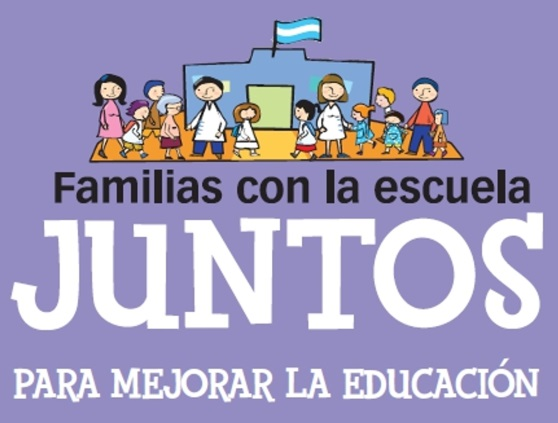 Familias con la escuela
JUNTOS
PARA MEJORAR LA EDUCACIÓN